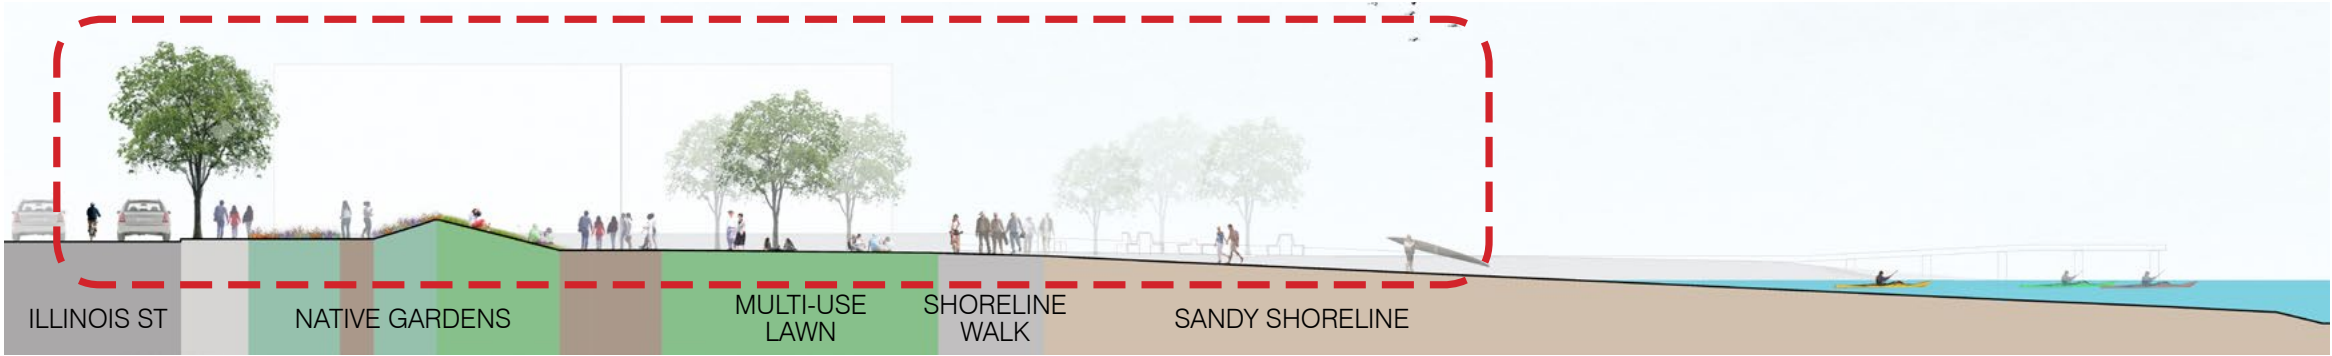 ILLINOIS ST
NATIVE GARDENS
MULTI-USE
LAWN
SHORELINE
WALK
SANDY SHORELINE